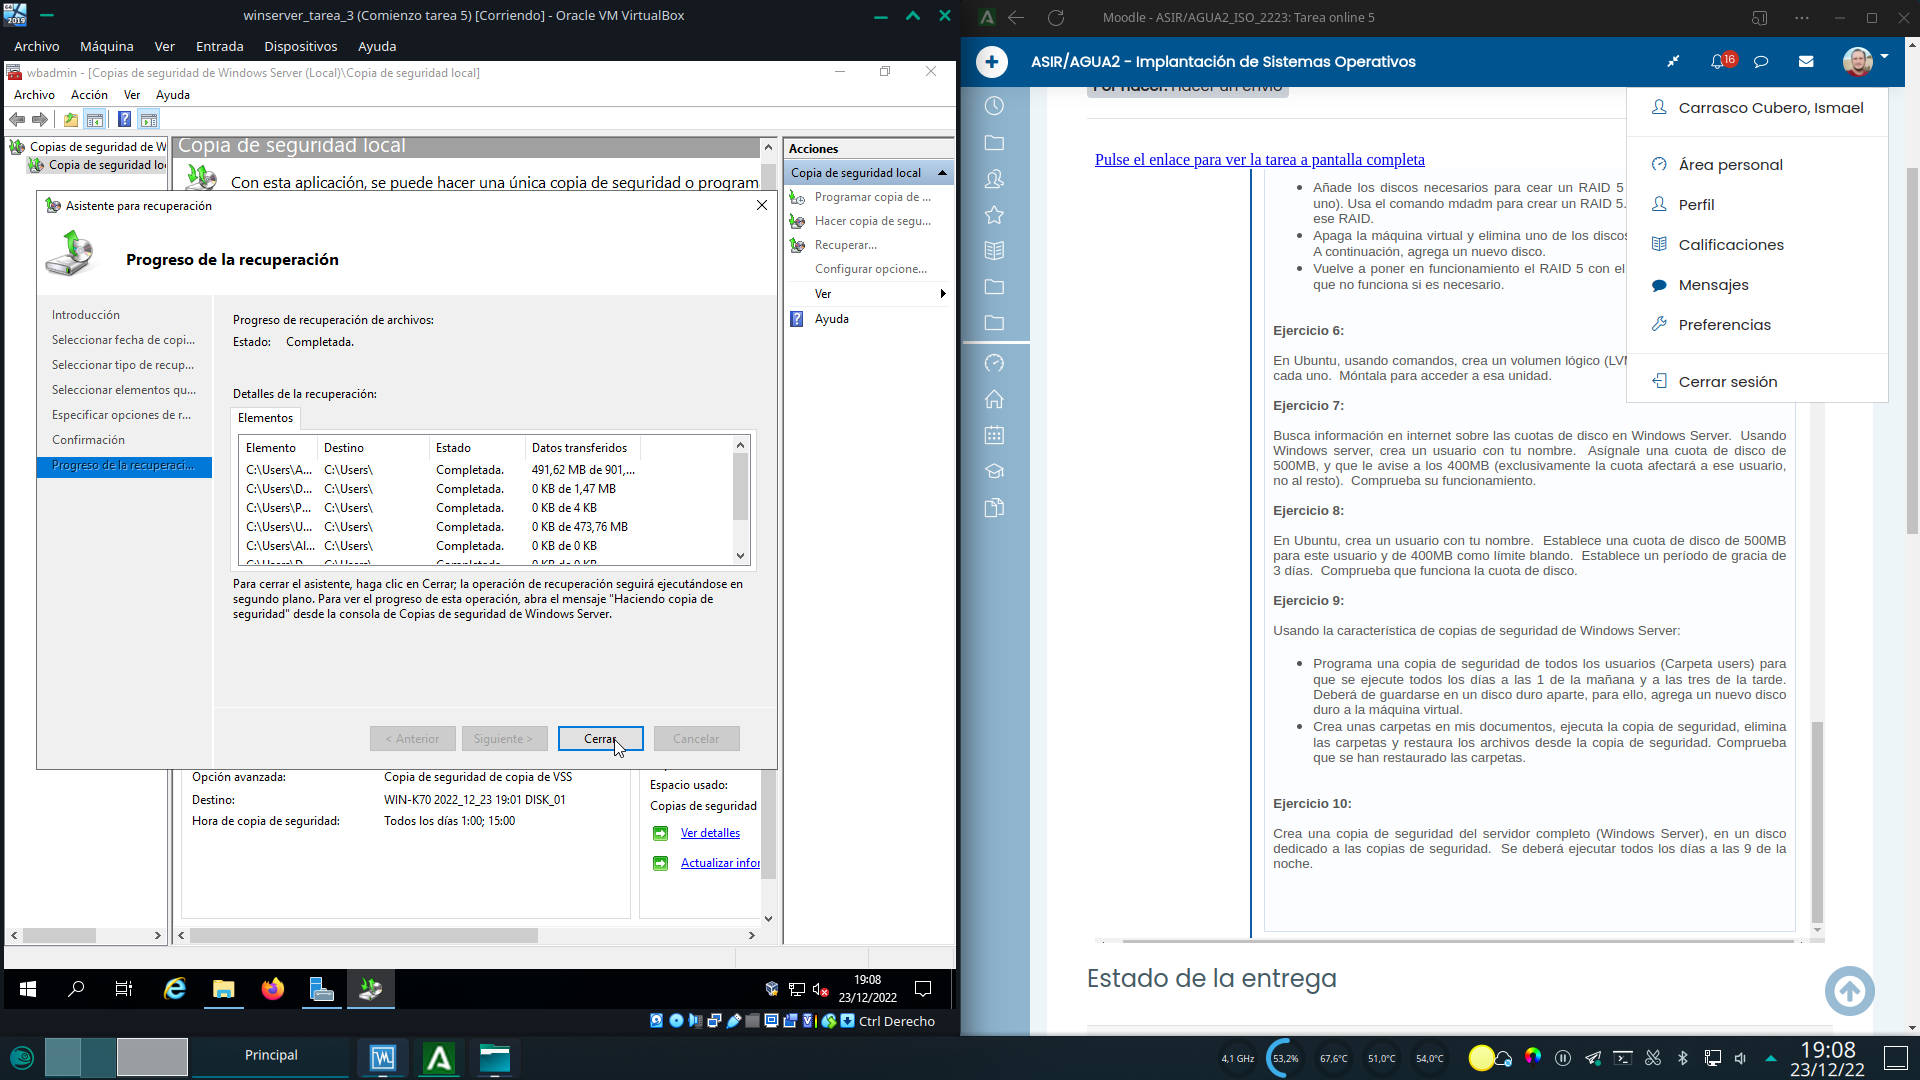 winserver_tarea_3 (Comienzo tarea 5) [Corriendo] - Oracle VM VirtualBox
Archivo Máquina Ver Entrada Dispositivos Ayuda
wbadmin - [Copias de seguridad de Windows Server (Local)\Copia de seguridad local]
Archivo Acción Ver Ayuda
Copias de seguridad de W
Copia de seguridad lo
Copia de seguridad local
Con esta aplicación, se puede hacer una única copia de seguridad o program
Asistente para recuperación
Progreso de la recuperación
Introducción
Seleccionar fecha de copi...
Seleccionar tipo de recup...
Seleccionar elementos qu...
Especificar opciones de r...
Confirmación
Progreso de la recuperaci...
Progreso de recuperación de archivos:
Estado: Completada.
Detalles de la recuperación:
Elementos
Elemento Destino Estado Datos transferidos
C:\Users\A... C:\Users\ Completada. 491,62 MB de 901,...
C:\Users\D... C:\Users\ Completada. 0 KB de 1,47 MB
C:\Users\P... C:\Users\ Completada. 0 KB de 4 KB
C:\Users\U... C:\Users\ Completada. 0 KB de 473,76 MB
C:\Users\Al... C:\Users\ Completada. 0 KB de 0 KB
Para cerrar el asistente, haga clic en Cerrar; la operación de recuperación seguirá ejecutándose en
segundo plano. Para ver el progreso de esta operación, abra el mensaje "Haciendo copia de
seguridad" desde la consola de Copias de seguridad de Windows Server.
< Anterior Siguiente > Cerrar Cancelar
Opción avanzada: Copia de seguridad de copia de VSS
Destino: WIN-K70 2022_12_23 19:01 DISK_01
Hora de copia de seguridad: Todos los días 1:00; 15:00
Espacio usado:
Copias de seguridad
Ver detalles
Actualizar infor
Acciones
Copia de seguridad local
Programar copia de ...
Hacer copia de segu...
Recuperar...
Configurar opcione...
Ver
Ayuda
19:08
23/12/2022
Ctrl Derecho
Moodle - ASIR/AGUA2_ISO_2223: Tarea online 5
ASIR/AGUA2 - Implantación de Sistemas Operativos
16
Por hacer: Hacer un envío
Pulse el enlace para ver la tarea a pantalla completa
Carrasco Cubero, Ismael
Área personal
Perfil
Calificaciones
Mensajes
Preferencias
Cerrar sesión
Añade los discos necesarios para cear un RAID 5
uno). Usa el comando mdadm para crear un RAID 5.
ese RAID.
Apaga la máquina virtual y elimina uno de los discos
A continuación, agrega un nuevo disco.
Vuelve a poner en funcionamiento el RAID 5 con el
que no funciona si es necesario.
Ejercicio 6:
En Ubuntu, usando comandos, crea un volumen lógico (LVM
cada uno. Móntala para acceder a esa unidad.
Ejercicio 7:
Busca información en internet sobre las cuotas de disco en Windows Server. Usando
Windows server, crea un usuario con tu nombre. Asígnale una cuota de disco de
500MB, y que le avise a los 400MB (exclusivamente la cuota afectará a ese usuario,
no al resto). Comprueba su funcionamiento.
Ejercicio 8:
En Ubuntu, crea un usuario con tu nombre. Establece una cuota de disco de 500MB
para este usuario y de 400MB como límite blando. Establece un período de gracia de
3 días. Comprueba que funciona la cuota de disco.
Ejercicio 9:
Usando la característica de copias de seguridad de Windows Server:
Programa una copia de seguridad de todos los usuarios (Carpeta users) para
que se ejecute todos los días a las 1 de la mañana y a las tres de la tarde.
Deberá de guardarse en un disco duro aparte, para ello, agrega un nuevo disco
duro a la máquina virtual.
Crea unas carpetas en mis documentos, ejecuta la copia de seguridad, elimina
las carpetas y restaura los archivos desde la copia de seguridad. Comprueba
que se han restaurado las carpetas.
Ejercicio 10:
Crea una copia de seguridad del servidor completo (Windows Server), en un disco
dedicado a las copias de seguridad. Se deberá ejecutar todos los días a las 9 de la
noche.
Estado de la entrega
Principal
4,1 GHz 53,2% 67,6°C 51,0°C 54,0°C
19:08
23/12/22